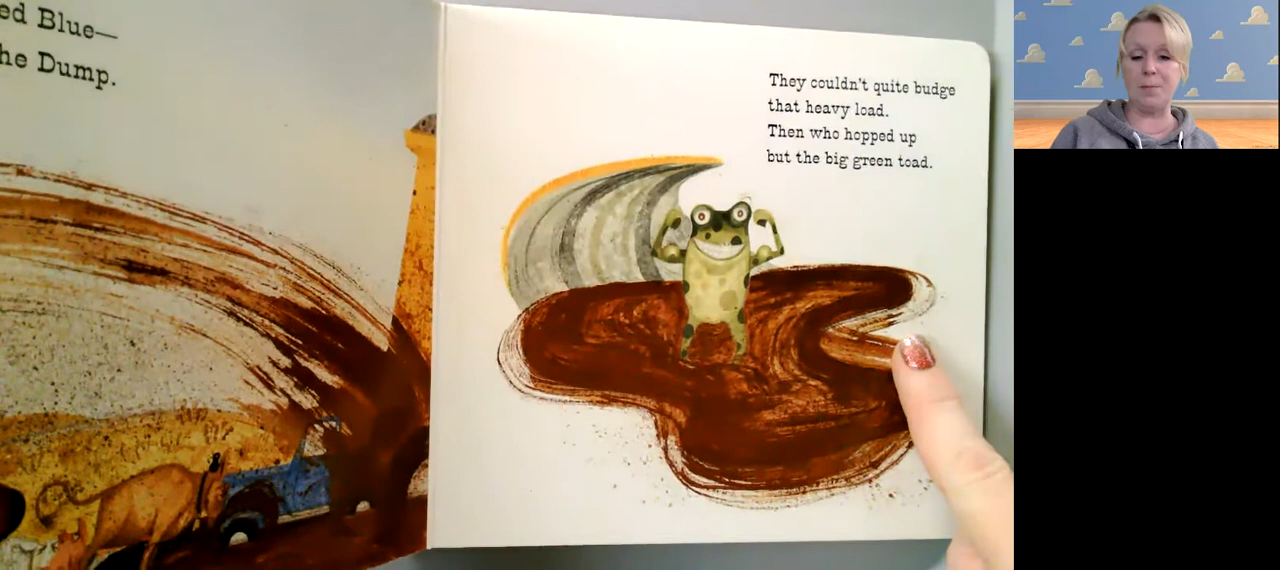 ed Blue—
he Dump.
They couldn't quite budge
that heavy load.
Then who hopped up
but the big green toad.